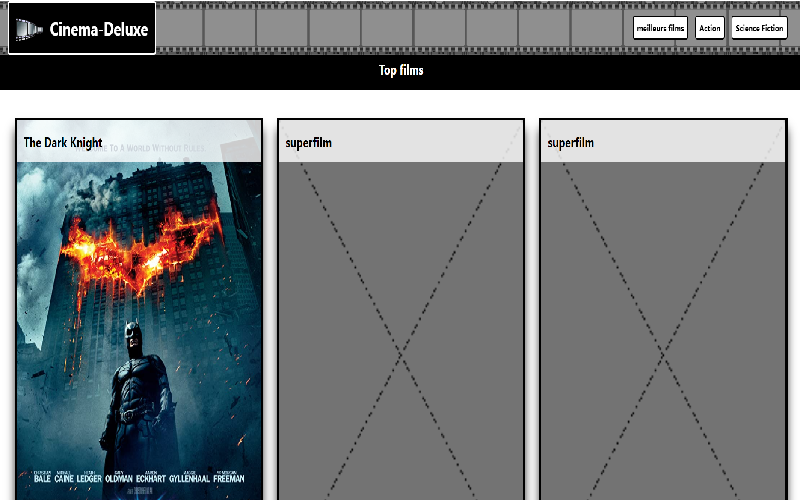 Cinema-Deluxe
meilleurs films
Action
Science Fiction
Top films
The Dark Knight
superfilm
superfilm
TO A WORLD WITHOUT RULES.
BALE CAINE LEDGER OLDMAN ECKHART GYLLENHAAL FREEMAN